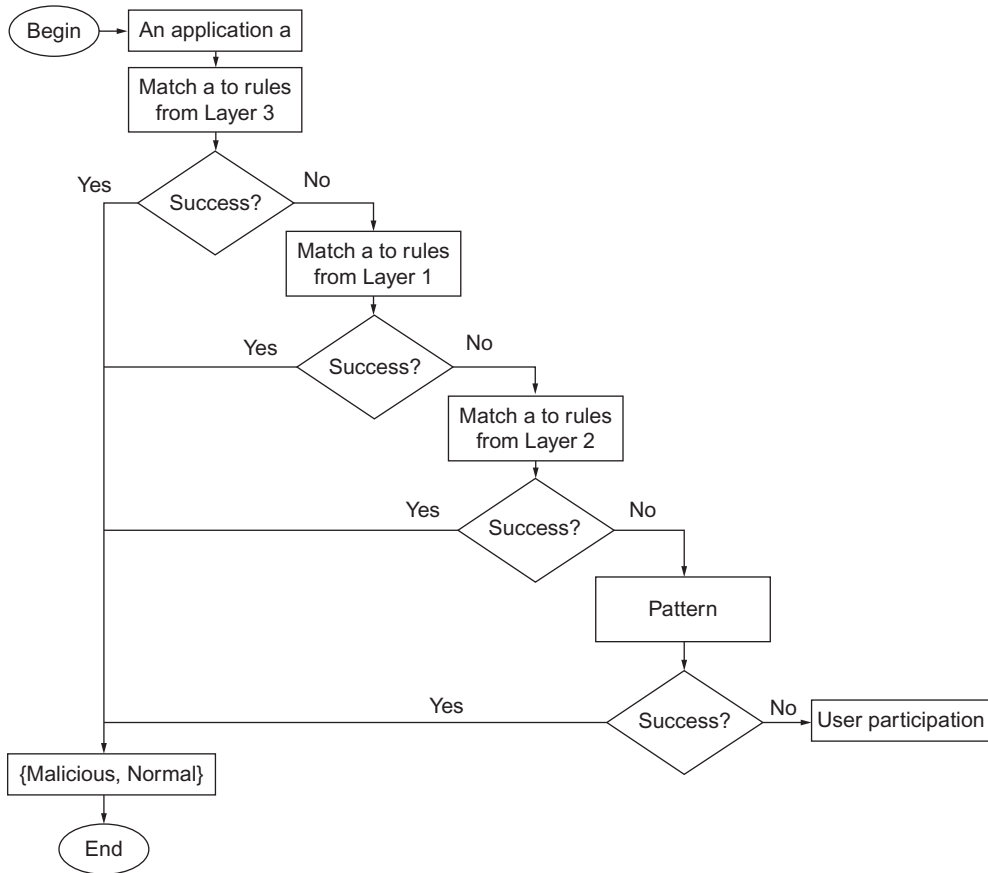 Begin
An application a
Match a to rules
from Layer 3
Yes
No
Success?
Match a to rules
from Layer 1
Yes
No
Success?
Match a to rules
from Layer 2
Yes
No
Success?
Pattern
Yes
No
Success?
User participation
{Malicious, Normal}
End